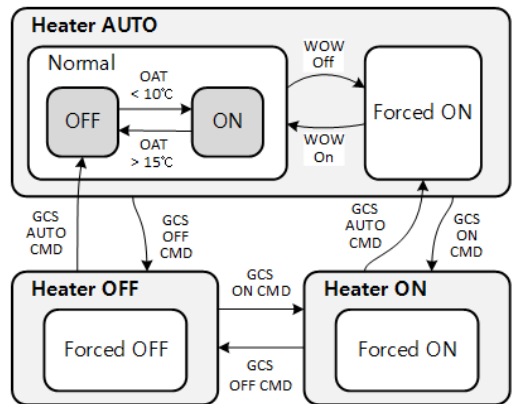 Heater AUTO
Normal
OAT
< 10℃
OFF
ON
OAT
> 15℃
WOW
Off
Forced ON
WOW
On
GCS
AUTO
CMD
GCS
OFF
CMD
GCS
AUTO
CMD
GCS
ON
CMD
Heater OFF
Forced OFF
GCS
ON CMD
GCS
OFF CMD
Heater ON
Forced ON